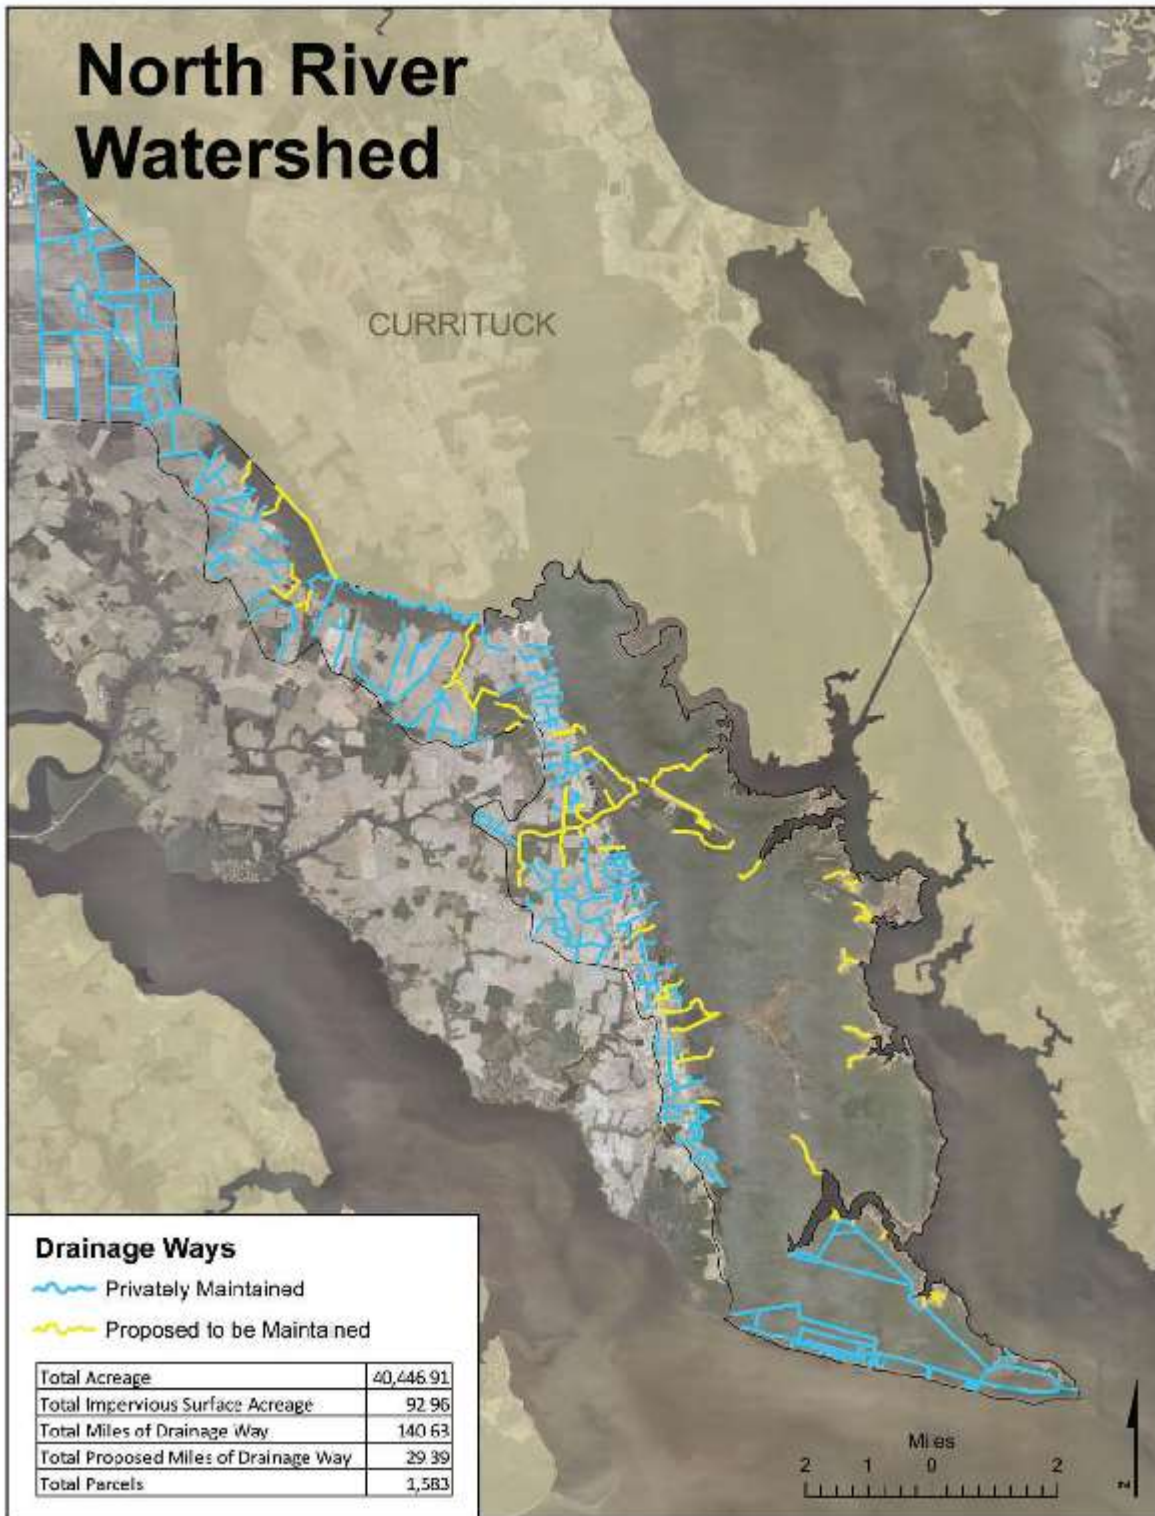 North River
Watershed
CURRITUCK
Drainage Ways
Privately Maintained
Proposed to be Maintained
Total Acreage 40,446.91
Total Impervious Surface Acreage 92.96
Total Miles of Drainage Way 140.63
Total Proposed Miles of Drainage Way 29.39
Total Parcels 1,583
Miles
2 1 0 2
N